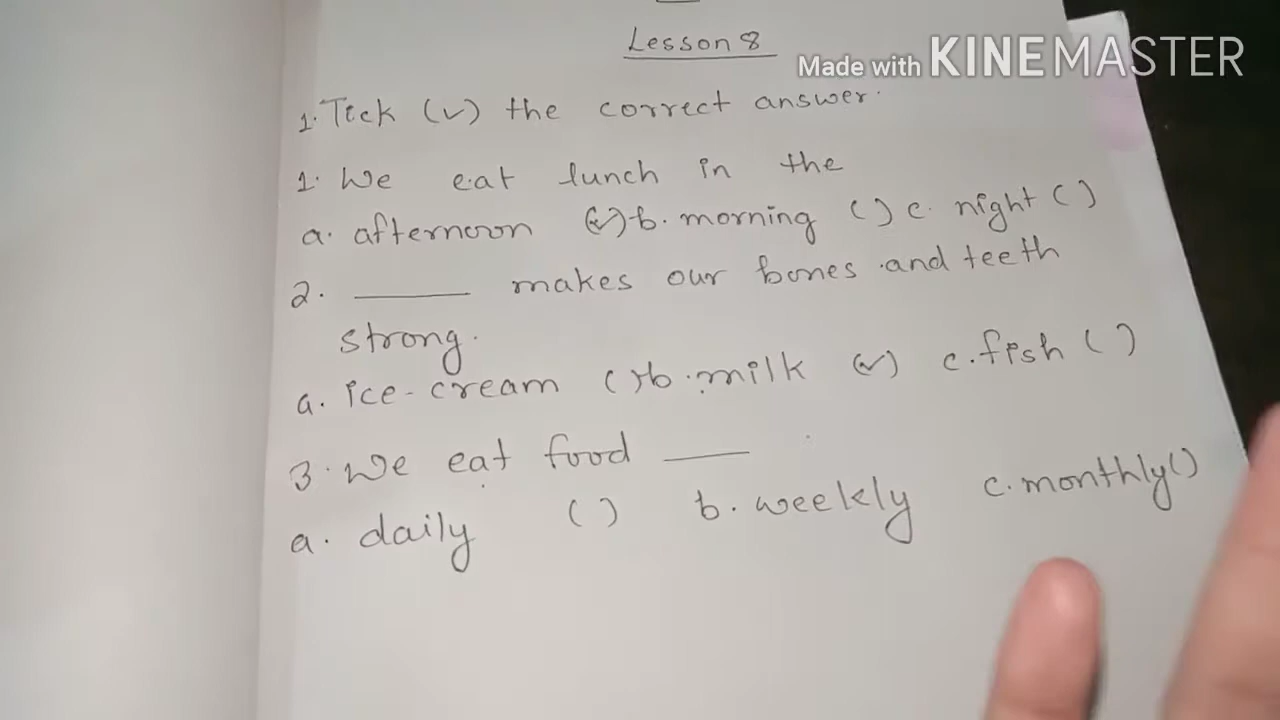 Lesson 8
Made with KINEMASTER
1. Tick (✓) the correct answer.
1. We eat lunch in the
a. afternoon (✓) b. morning ( ) c. night ( )
2. ______ makes our bones and teeth
strong.
a. ice-cream ( ) b. milk (✓) c. fish ( )
3. We eat food ____
a. daily ( ) b. weekly c. monthly ( )